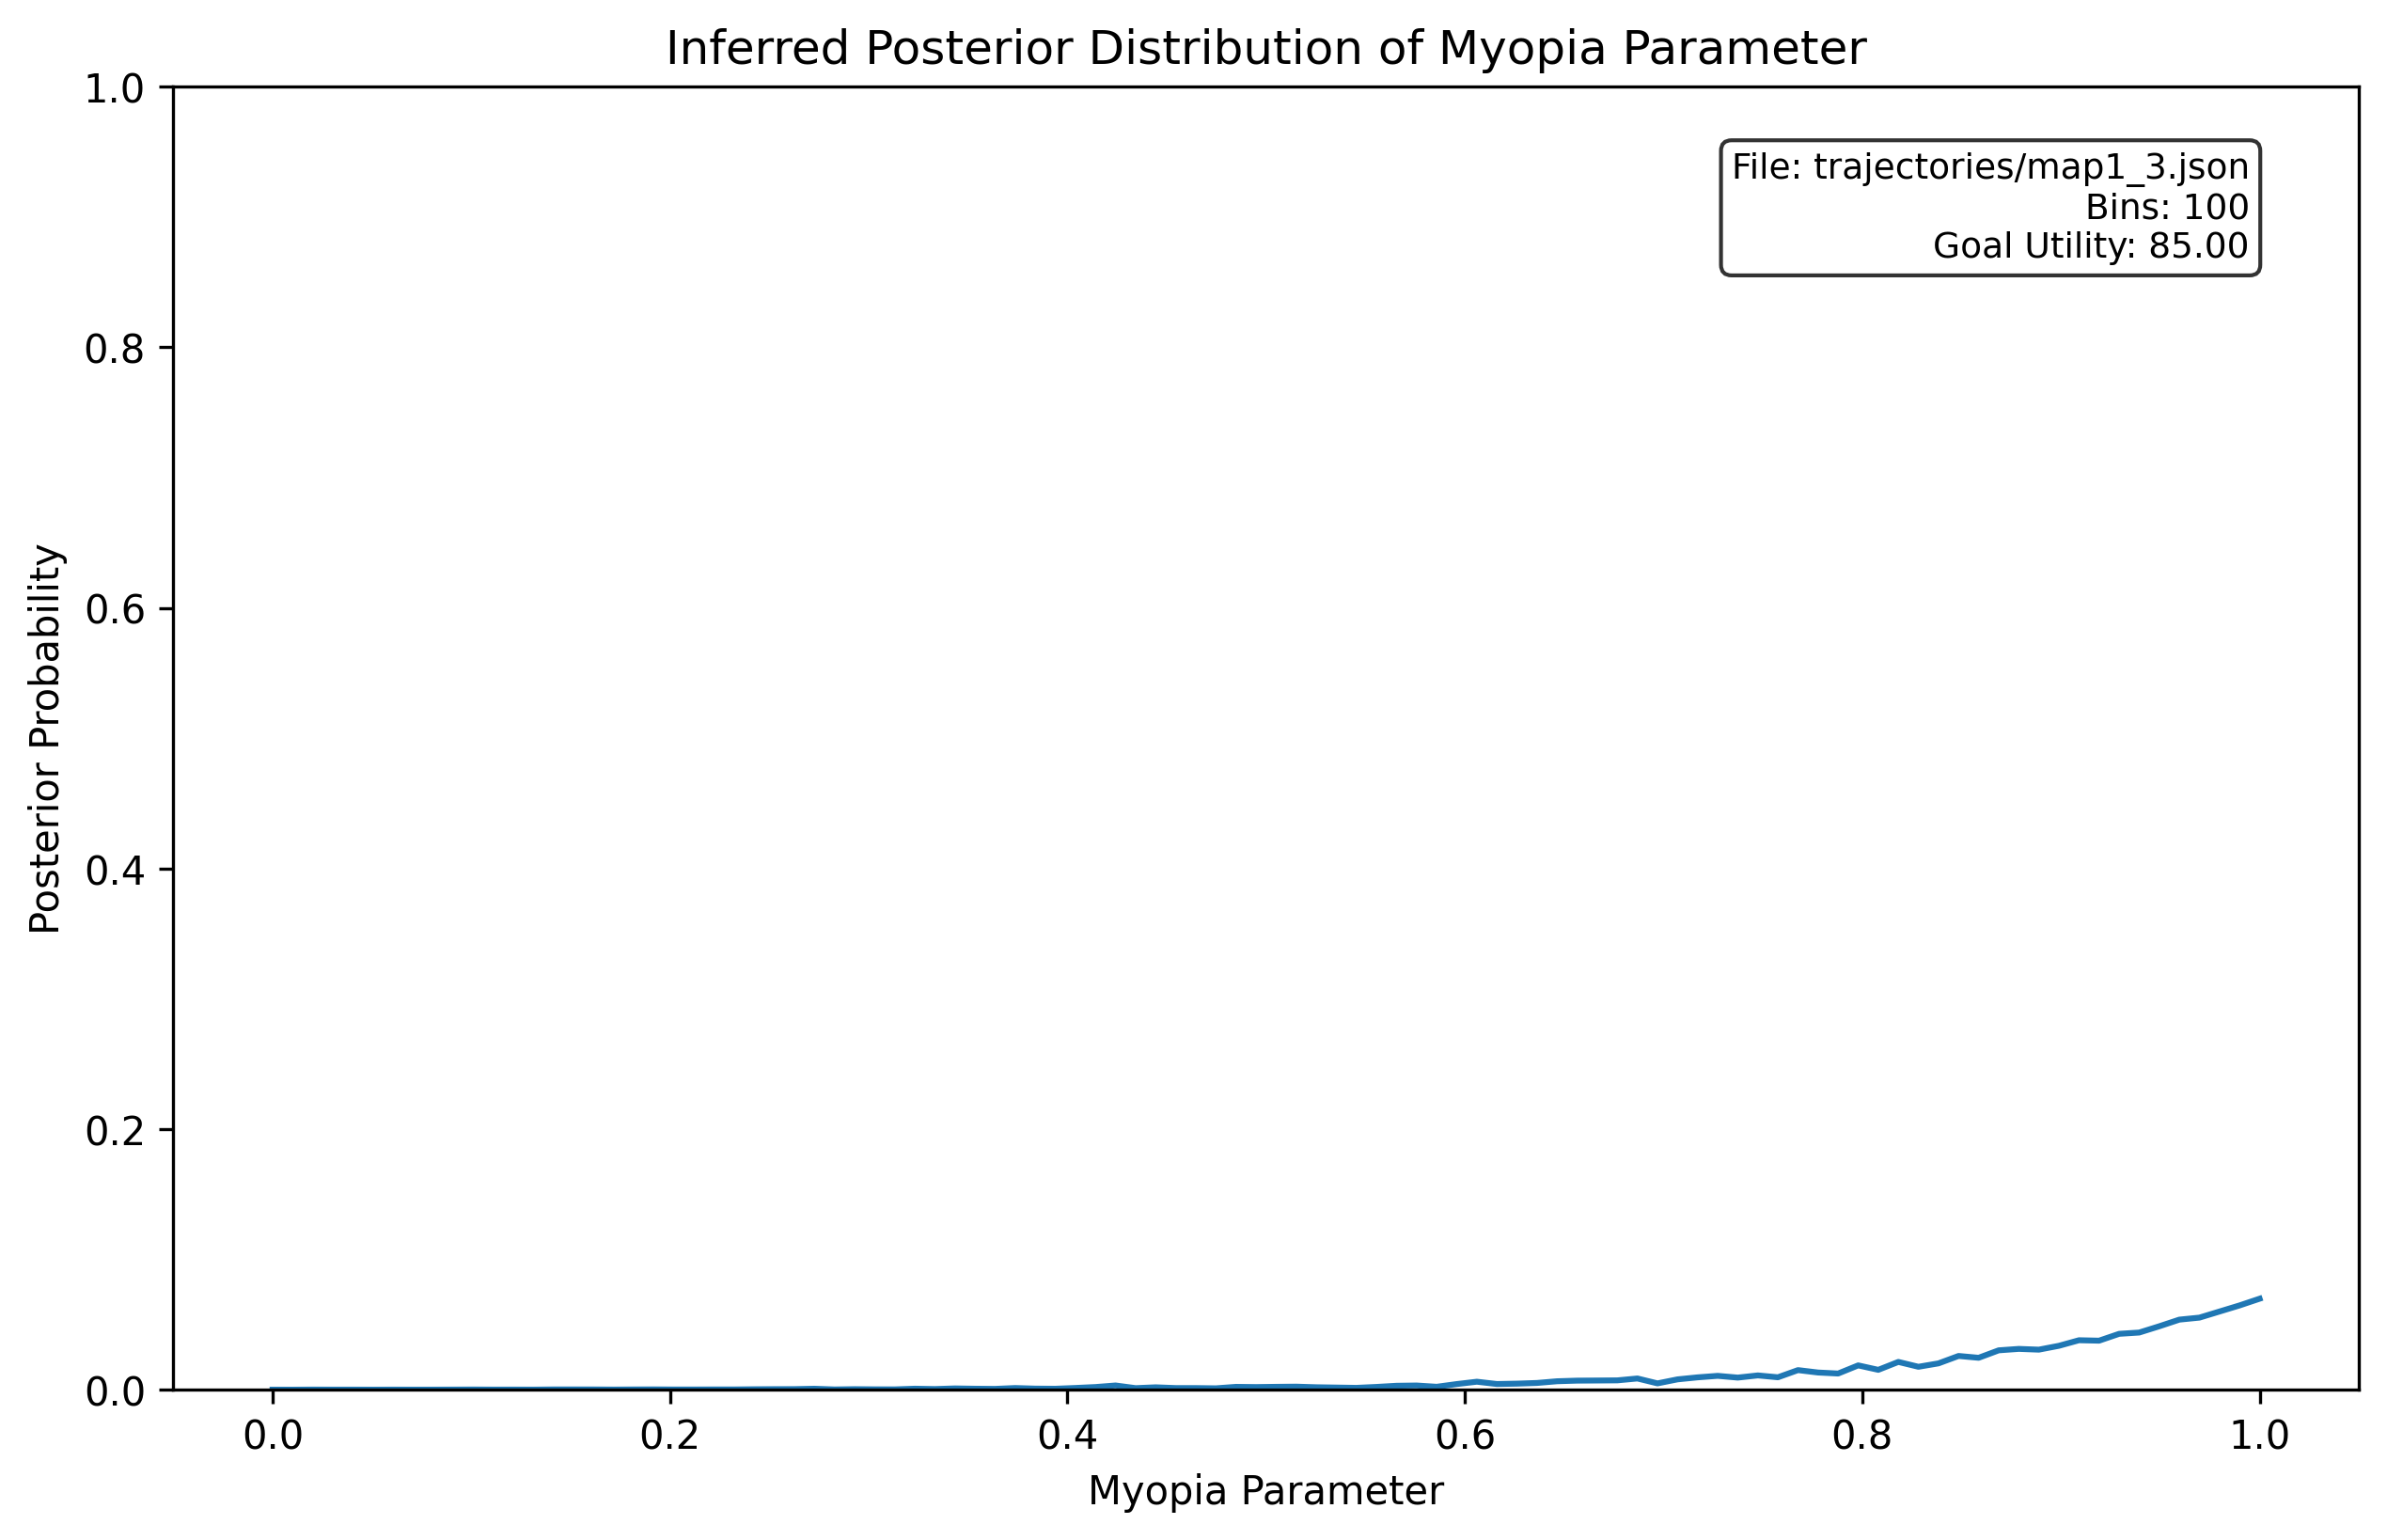 Inferred Posterior Distribution of Myopia Parameter
File: trajectories/map1_3.json
Bins: 100
Goal Utility: 85.00
Posterior Probability
1.0
0.8
0.6
0.4
0.2
0.0
0.0 0.2 0.4 0.6 0.8 1.0
Myopia Parameter